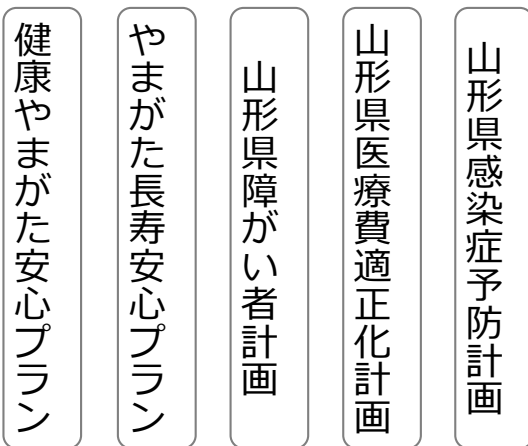 健康やまがた安心プラン
やまがた長寿安心プラン
山形県障がい者計画
山形県医療費適正化計画
山形県感染症予防計画